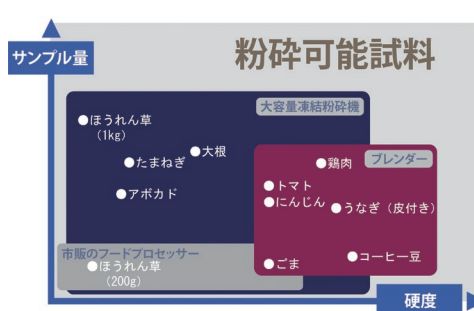 サンプル量
粉砕可能試料
大容量凍結粉砕機
ほうれん草
(1kg)
大根
たまねぎ
アボカド
鶏肉
ブレンダー
トマト
にんじん
うなぎ（皮付き）
市販のフードプロセッサー
ほうれん草
(200g)
ごま
コーヒー豆
硬度